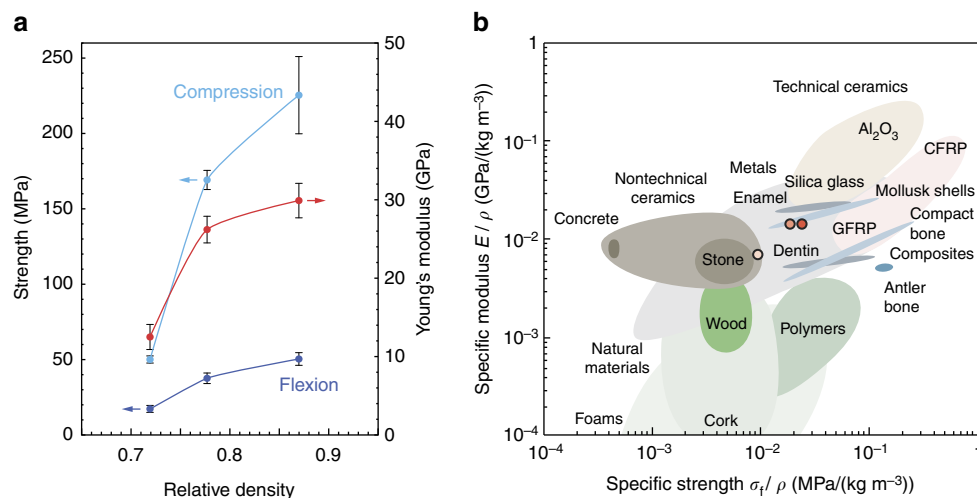 a
Strength (MPa)
250
200
150
100
50
0
50
40
30
20
10
0
Young's modulus (GPa)
Compression
Flexion
0.7
0.8
0.9
Relative density
b
Specific modulus E / ρ (GPa/(kg m−3)
1
10−1
10−2
10−3
10−4
Technical ceramics
Al2O3
CFRP
Metals
Silica glass
Nontechnical
ceramics
Enamel
Mollusk shells
Concrete
GFRP
Compact
bone
Stone
Dentin
Composites
Antler
bone
Wood
Polymers
Natural
materials
Foams
Cork
10−4
10−3
10−2
10−1
1
Specific strength σf / ρ (MPa/(kg m−3)